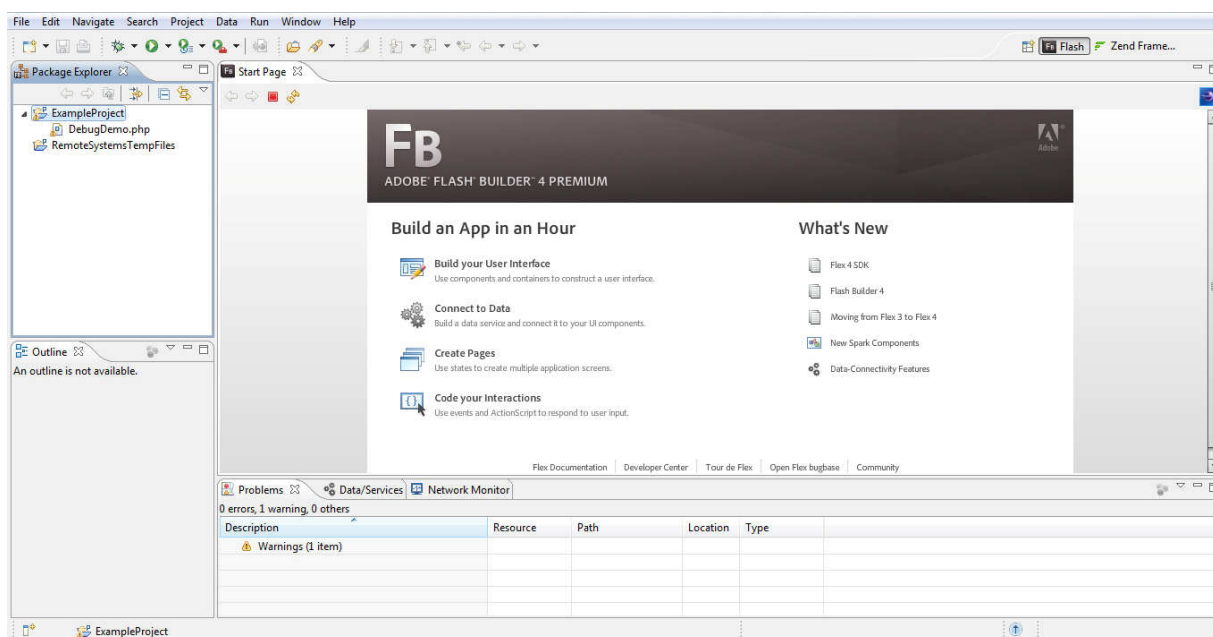 File Edit Navigate Search Project Data Run Window Help
Fb Flash Zend Frame...
Package Explorer
Fb Start Page
ExampleProject
DebugDemo.php
RemoteSystemsTempFiles
FB
Adobe
ADOBE® FLASH® BUILDER™ 4 PREMIUM
Build an App in an Hour
Build your User Interface
Use components and containers to construct a user interface.
Connect to Data
Build a data service and connect it to your UI components.
Create Pages
Use states to create multiple application screens.
Code your Interactions
Use events and ActionScript to respond to user input.
What's New
Flex 4 SDK
Flash Builder 4
Moving from Flex 3 to Flex 4
New Spark Components
Data-Connectivity Features
Flex Documentation Developer Center Tour de Flex Open Flex bugbase Community
Outline
An outline is not available.
Problems Data/Services Network Monitor
0 errors, 1 warning, 0 others
Description Resource Path Location Type
Warnings (1 item)
ExampleProject